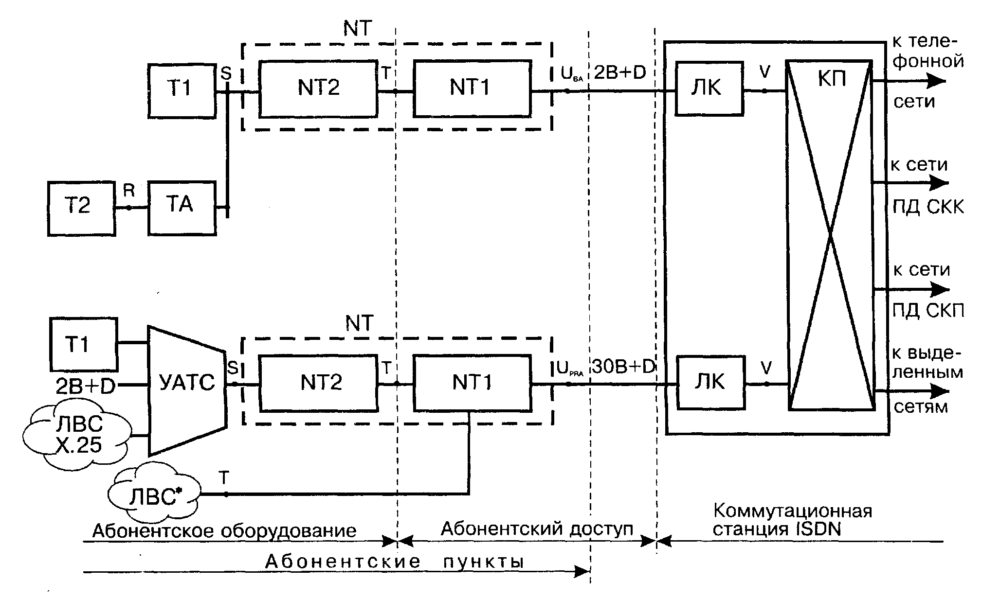 NT
к теле-
фонной
сети
T1
S
NT2
T
NT1
U БА
2B+D
ЛК
V
КП
к сети
ПД СКК
T2
R
TA
к сети
ПД СКП
NT
T1
2B+D
УАТС
S
NT2
T
NT1
U PRA
30B+D
ЛК
V
к выде-
ленным
сетям
ЛВС
X.25
ЛВС*
T
Абонентское оборудование
Абонентский доступ
Коммутационная
станция ISDN
Абонентские пункты